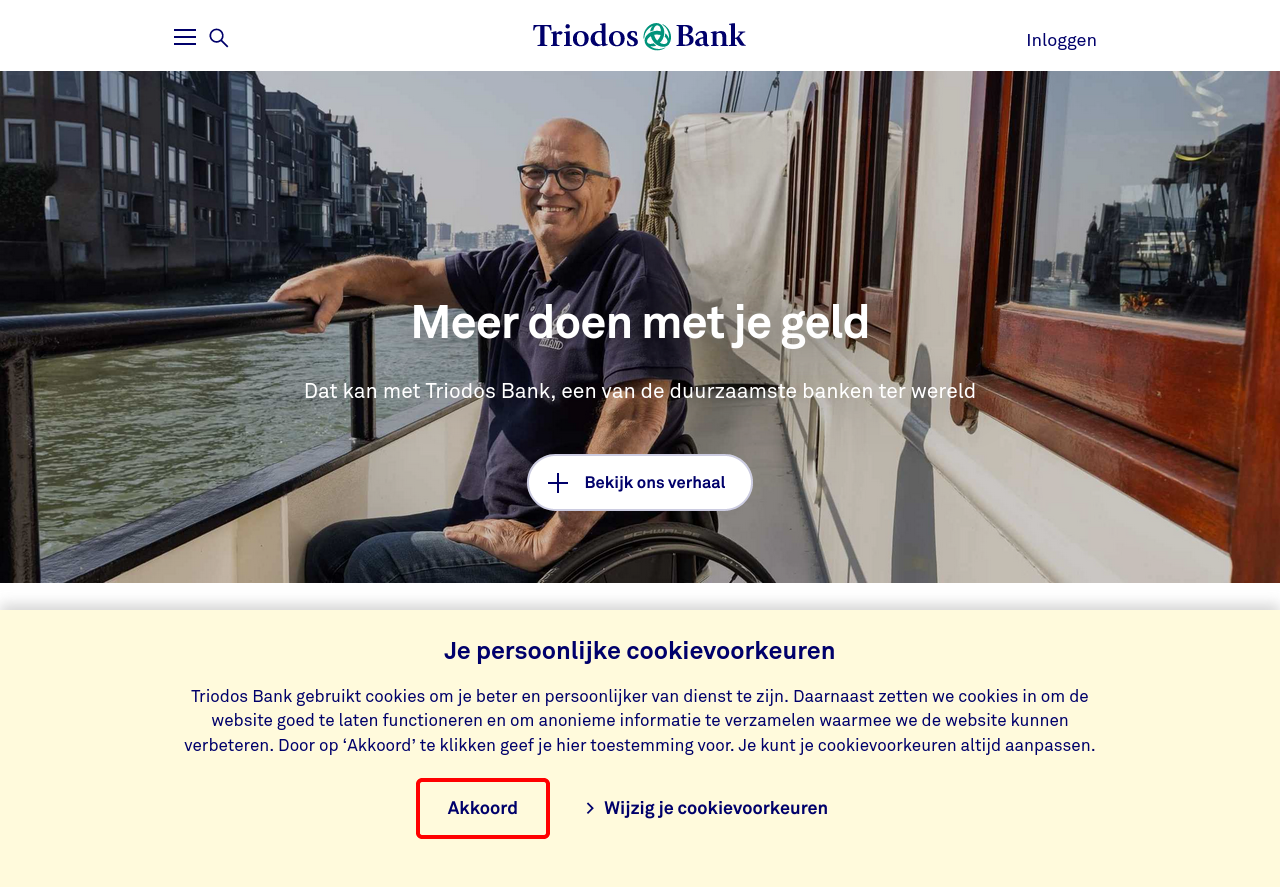 Triodos Bank
Inloggen
Meer doen met je geld
Dat kan met Triodos Bank, een van de duurzaamste banken ter wereld
Bekijk ons verhaal
SCHWALBE
Je persoonlijke cookievoorkeuren
Triodos Bank gebruikt cookies om je beter en persoonlijker van dienst te zijn. Daarnaast zetten we cookies in om de
website goed te laten functioneren en om anonieme informatie te verzamelen waarmee we de website kunnen
verbeteren. Door op ‘Akkoord’ te klikken geef je hier toestemming voor. Je kunt je cookievoorkeuren altijd aanpassen.
Akkoord
Wijzig je cookievoorkeuren